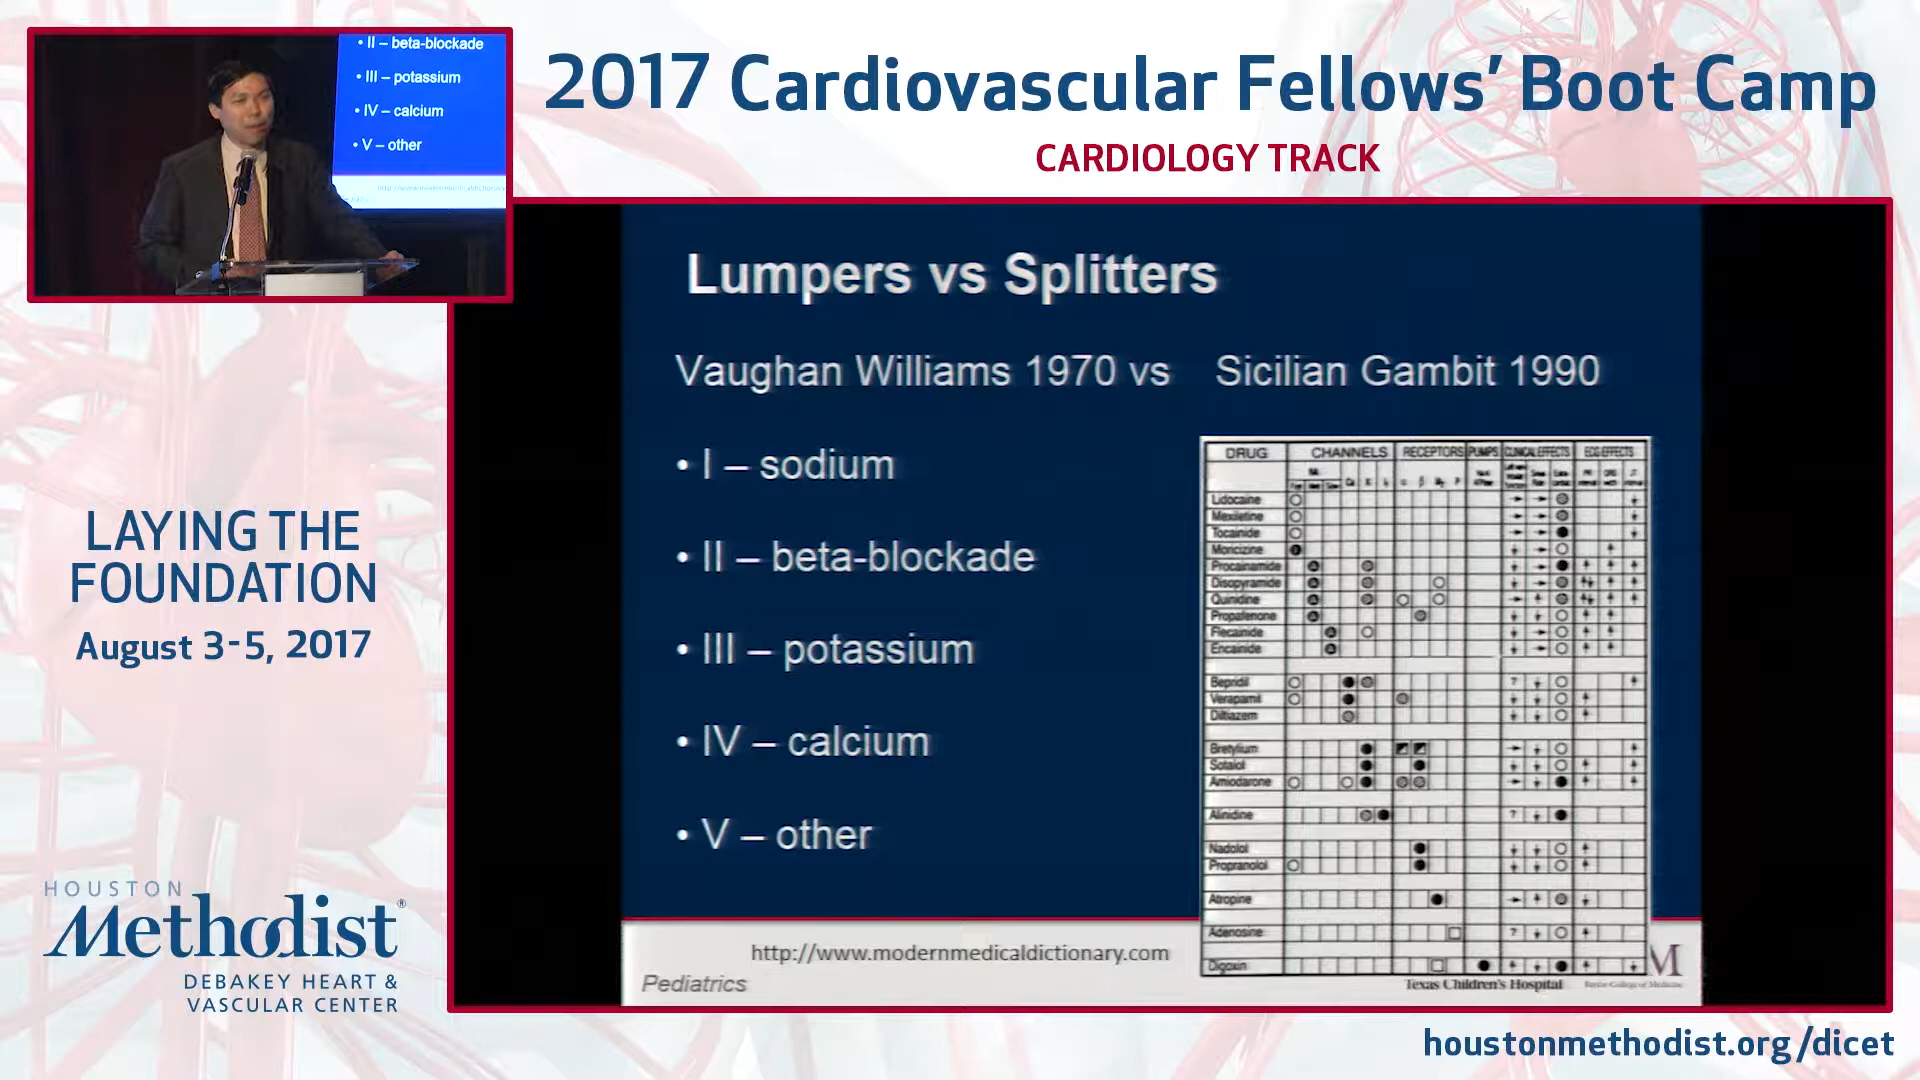 • II – beta-blockade
• III – potassium
• IV – calcium
• V – other
2017 Cardiovascular Fellows’ Boot Camp
CARDIOLOGY TRACK
LAYING THE
FOUNDATION
August 3-5, 2017
HOUSTON
Methodist®
DEBAKEY HEART &
VASCULAR CENTER
Lumpers vs Splitters
Vaughan Williams 1970 vs Sicilian Gambit 1990
• I – sodium
• II – beta-blockade
• III – potassium
• IV – calcium
• V – other
DRUG CHANNELS RECEPTORS PUMPS CLINICAL EFFECTS ECG EFFECTS
Lidocaine
Mexiletine
Tocainide
Moricizine
Procainamide
Disopyramide
Quinidine
Propafenone
Flecainide
Encainide
Bepridil
Verapamil
Diltiazem
Bretylium
Sotalol
Amiodarone
Alinidine
Nadolol
Propranolol
Atropine
Adenosine
Digoxin
http://www.modernmedicaldictionary.com
Pediatrics
Texas Children's Hospital
Baylor College of Medicine
houstonmethodist.org/dicet